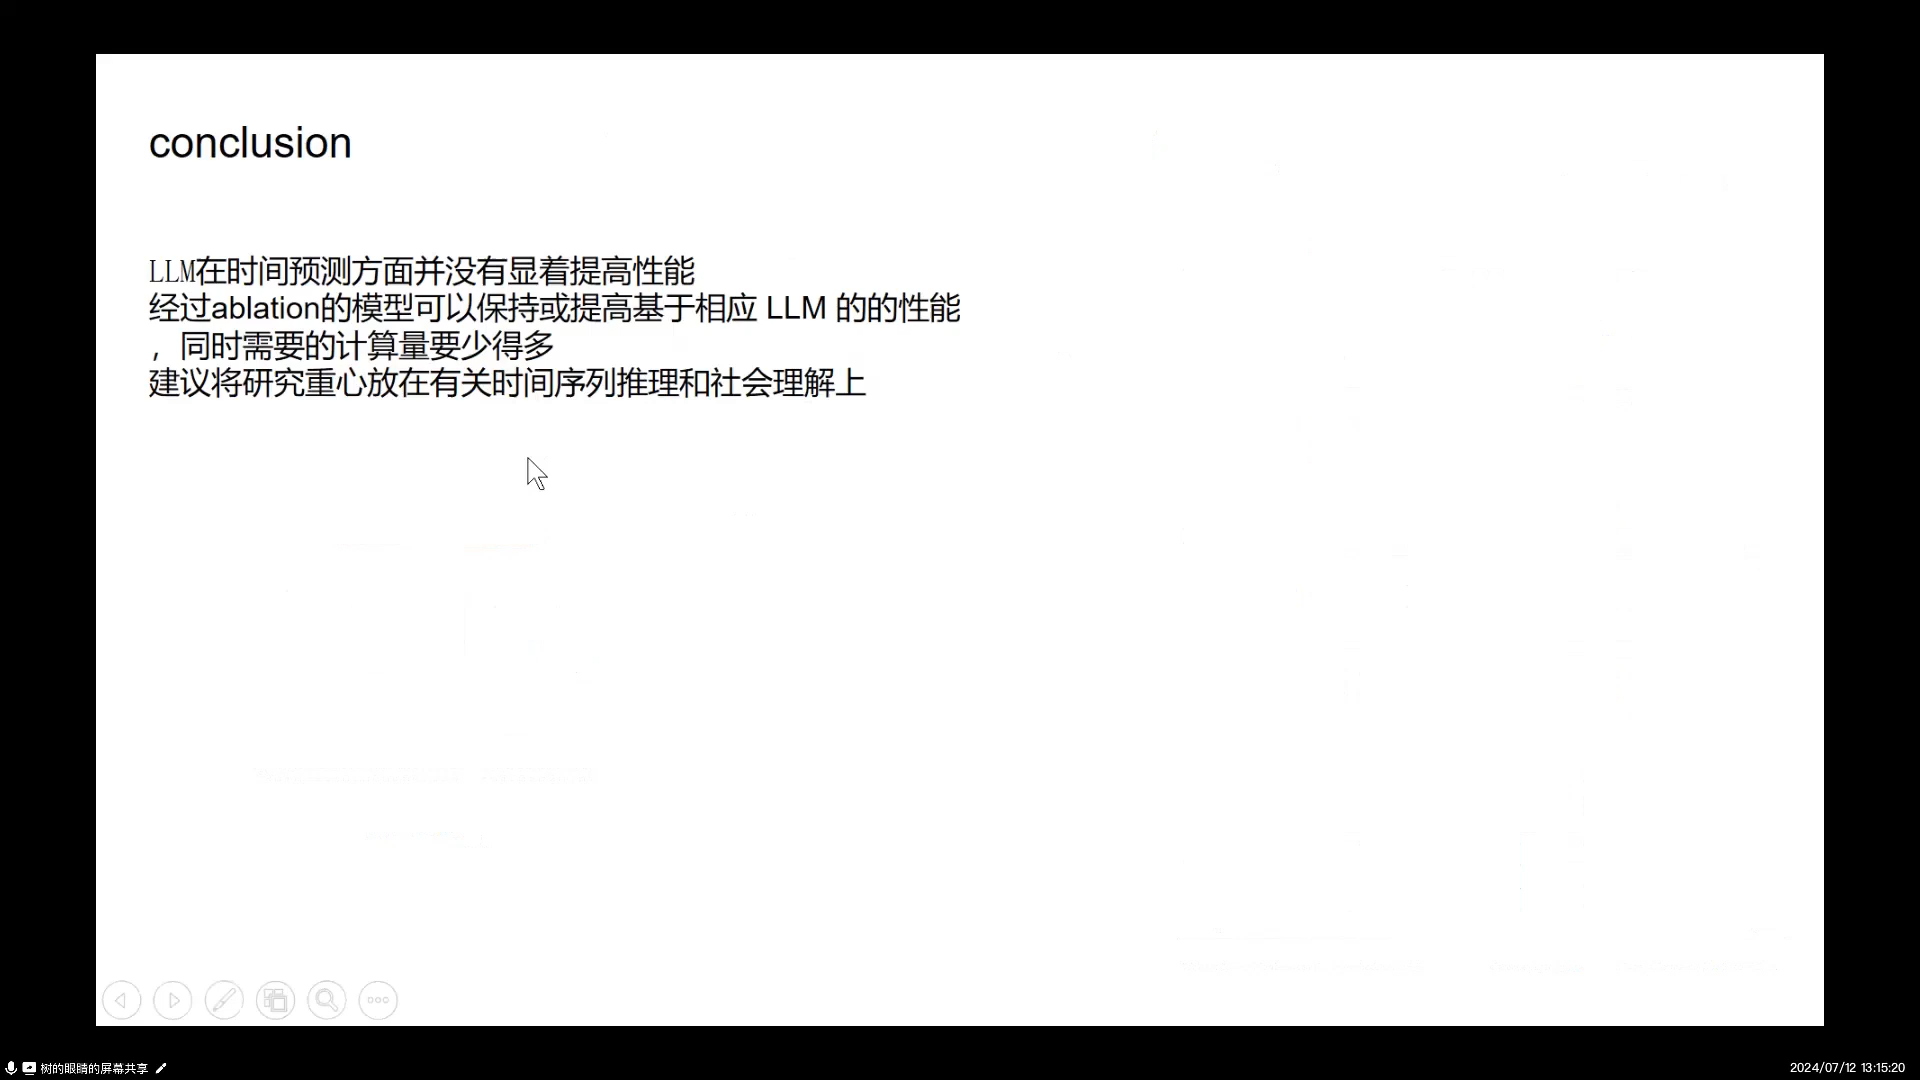 conclusion
LLM在时间预测方面并没有显着提高性能
经过ablation的模型可以保持或提高基于相应 LLM 的的性能
，同时需要的计算量要少得多
建议将研究重心放在有关时间序列推理和社会理解上
树的眼睛的屏幕共享
2024/07/12 13:15:20